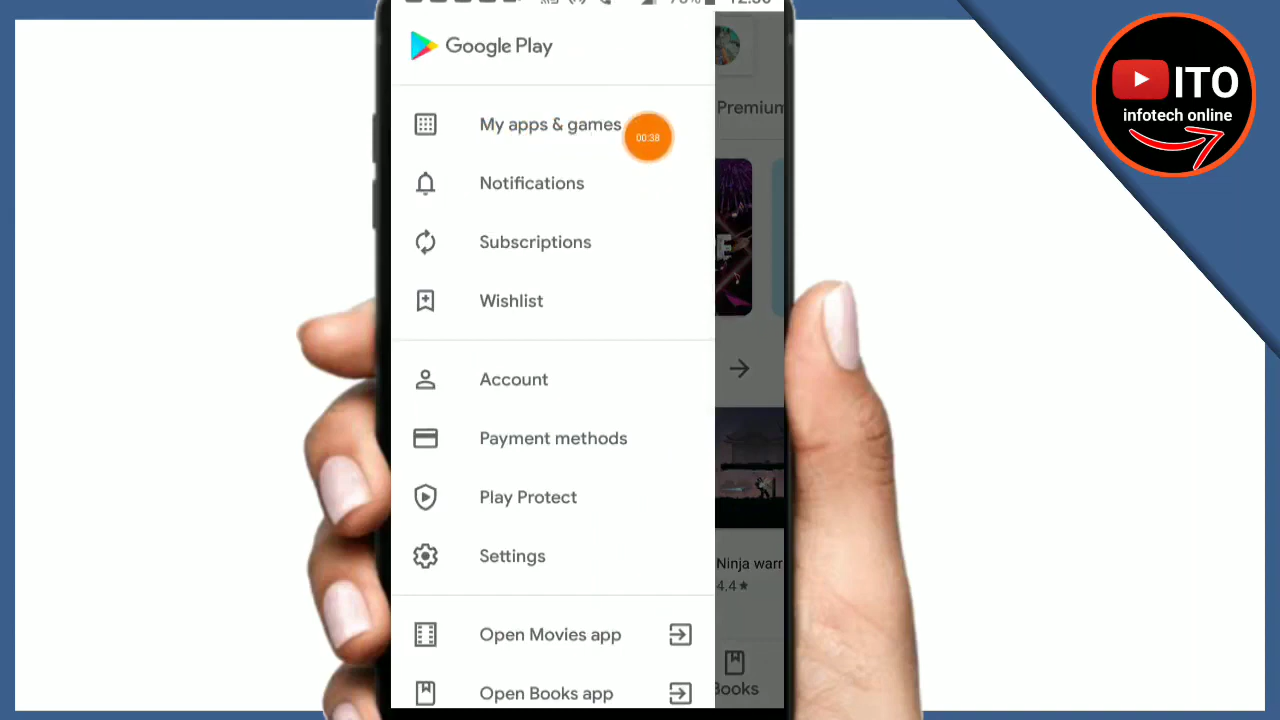 Google Play
ITO
infotech online
Premium
My apps & games
00:38
Notifications
Subscriptions
Wishlist
Account
Payment methods
Play Protect
Settings
Ninja warr
4,4★
Open Movies app
Open Books app
Books